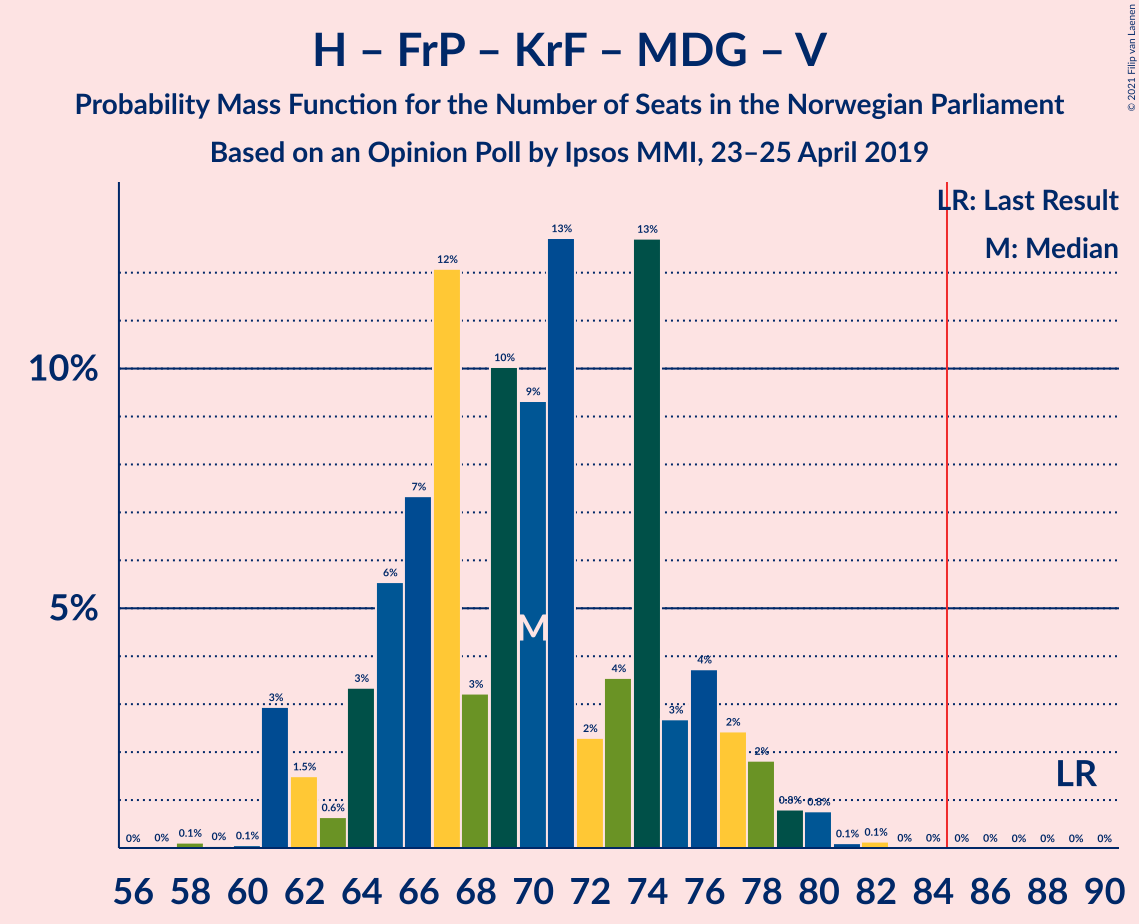 H – FrP – KrF – MDG – V
Probability Mass Function for the Number of Seats in the Norwegian Parliament
Based on an Opinion Poll by Ipsos MMI, 23–25 April 2019
© 2021 Filip van Laenen
LR: Last Result
M: Median
10%
5%
0% 0% 0.1% 0% 0.1% 3% 1.5% 0.6% 3% 6% 7% 12% 3% 10% 9% 13% 2% 4% 13% 3% 4% 2% 2% 0.8% 0.8% 0.1% 0.1% 0% 0% 0% 0% 0% 0% 0% 0%
M
LR
56 58 60 62 64 66 68 70 72 74 76 78 80 82 84 86 88 90